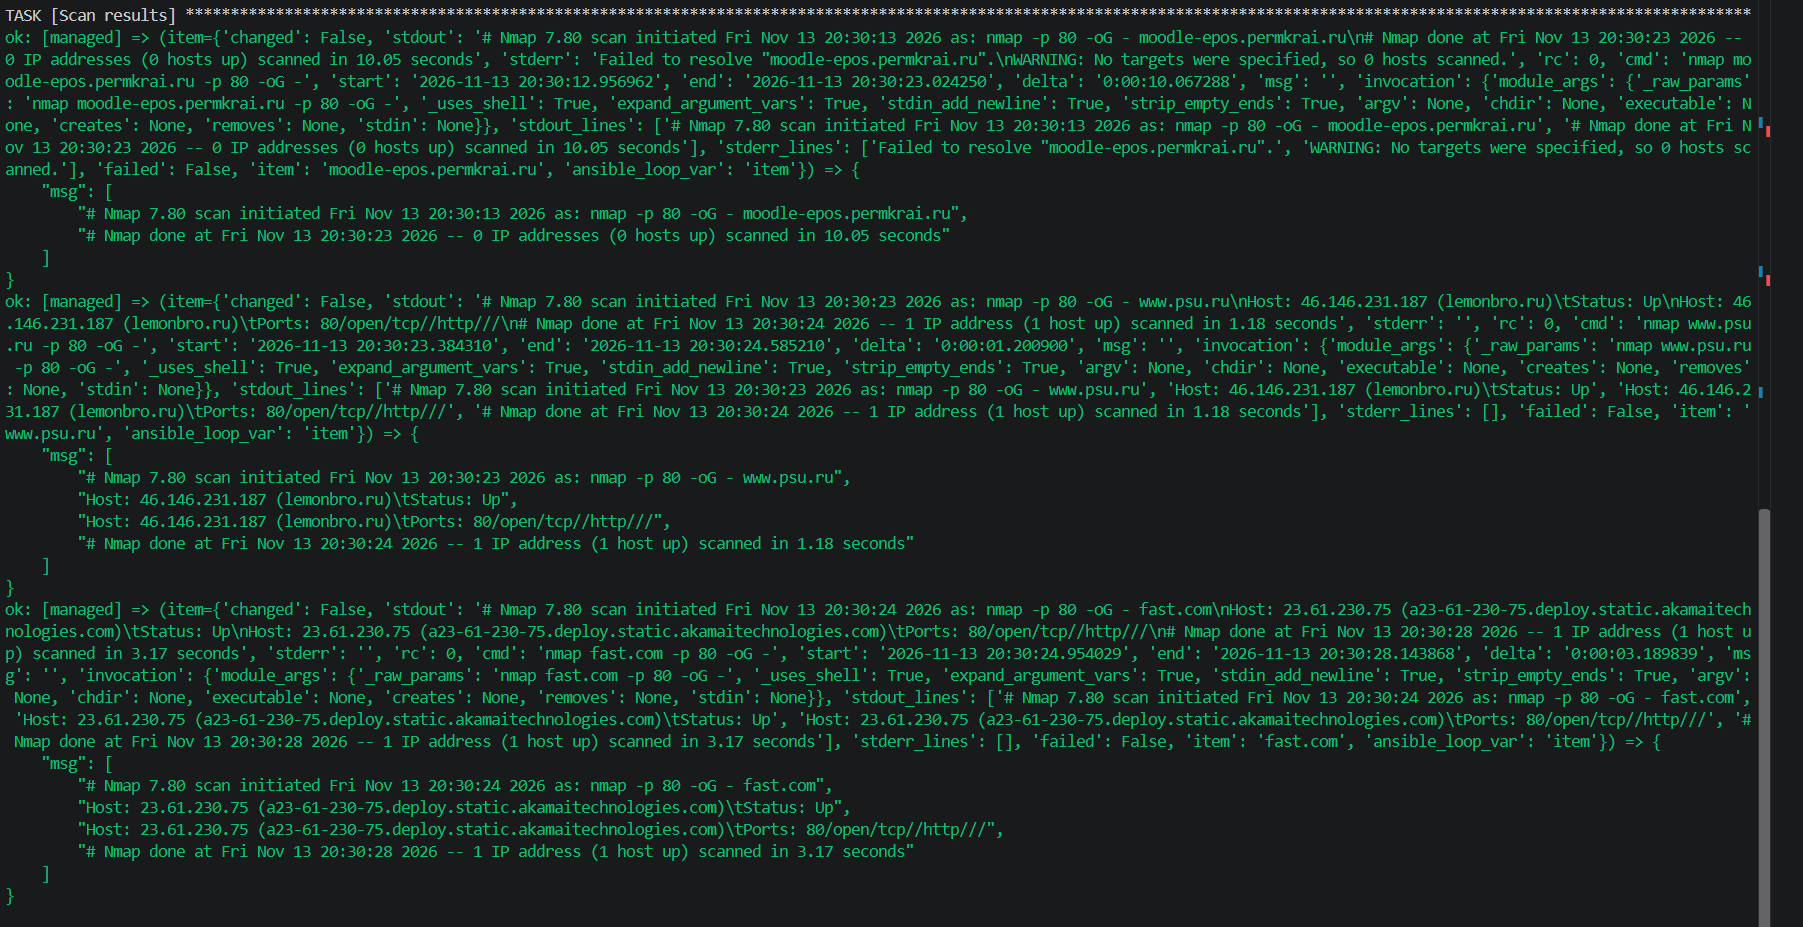 TASK [Scan results] ******************************************************************************************************************************************************************************
ok: [managed] => (item={'changed': False, 'stdout': '# Nmap 7.80 scan initiated Fri Nov 13 20:30:13 2026 as: nmap -p 80 -oG - moodle-epos.permkrai.ru\n# Nmap done at Fri Nov 13 20:30:23 2026 --
0 IP addresses (0 hosts up) scanned in 10.05 seconds', 'stderr': 'Failed to resolve "moodle-epos.permkrai.ru".\nWARNING: No targets were specified, so 0 hosts scanned.', 'rc': 0, 'cmd': 'nmap mo
odle-epos.permkrai.ru -p 80 -oG -', 'start': '2026-11-13 20:30:12.956962', 'end': '2026-11-13 20:30:23.024250', 'delta': '0:00:10.067288', 'msg': '', 'invocation': {'module_args': {'_raw_params'
: 'nmap moodle-epos.permkrai.ru -p 80 -oG -', '_uses_shell': True, 'expand_argument_vars': True, 'stdin_add_newline': True, 'strip_empty_ends': True, 'argv': None, 'chdir': None, 'executable': N
one, 'creates': None, 'removes': None, 'stdin': None}}, 'stdout_lines': ['# Nmap 7.80 scan initiated Fri Nov 13 20:30:13 2026 as: nmap -p 80 -oG - moodle-epos.permkrai.ru', '# Nmap done at Fri N
ov 13 20:30:23 2026 -- 0 IP addresses (0 hosts up) scanned in 10.05 seconds'], 'stderr_lines': ['Failed to resolve "moodle-epos.permkrai.ru".', 'WARNING: No targets were specified, so 0 hosts sc
anned.'], 'failed': False, 'item': 'moodle-epos.permkrai.ru', 'ansible_loop_var': 'item'}) => {
"msg": [
"# Nmap 7.80 scan initiated Fri Nov 13 20:30:13 2026 as: nmap -p 80 -oG - moodle-epos.permkrai.ru",
"# Nmap done at Fri Nov 13 20:30:23 2026 -- 0 IP addresses (0 hosts up) scanned in 10.05 seconds"
]
}
ok: [managed] => (item={'changed': False, 'stdout': '# Nmap 7.80 scan initiated Fri Nov 13 20:30:23 2026 as: nmap -p 80 -oG - www.psu.ru\nHost: 46.146.231.187 (lemonbro.ru)\tStatus: Up\nHost: 46
.146.231.187 (lemonbro.ru)\tPorts: 80/open/tcp//http///\n# Nmap done at Fri Nov 13 20:30:24 2026 -- 1 IP address (1 host up) scanned in 1.18 seconds', 'stderr': '', 'rc': 0, 'cmd': 'nmap www.psu
.ru -p 80 -oG -', 'start': '2026-11-13 20:30:23.384310', 'end': '2026-11-13 20:30:24.585210', 'delta': '0:00:01.200900', 'msg': '', 'invocation': {'module_args': {'_raw_params': 'nmap www.psu.ru
-p 80 -oG -', '_uses_shell': True, 'expand_argument_vars': True, 'stdin_add_newline': True, 'strip_empty_ends': True, 'argv': None, 'chdir': None, 'executable': None, 'creates': None, 'removes'
: None, 'stdin': None}}, 'stdout_lines': ['# Nmap 7.80 scan initiated Fri Nov 13 20:30:23 2026 as: nmap -p 80 -oG - www.psu.ru', 'Host: 46.146.231.187 (lemonbro.ru)\tStatus: Up', 'Host: 46.146.2
31.187 (lemonbro.ru)\tPorts: 80/open/tcp//http///', '# Nmap done at Fri Nov 13 20:30:24 2026 -- 1 IP address (1 host up) scanned in 1.18 seconds'], 'stderr_lines': [], 'failed': False, 'item': '
www.psu.ru', 'ansible_loop_var': 'item'}) => {
"msg": [
"# Nmap 7.80 scan initiated Fri Nov 13 20:30:23 2026 as: nmap -p 80 -oG - www.psu.ru",
"Host: 46.146.231.187 (lemonbro.ru)\tStatus: Up",
"Host: 46.146.231.187 (lemonbro.ru)\tPorts: 80/open/tcp//http///",
"# Nmap done at Fri Nov 13 20:30:24 2026 -- 1 IP address (1 host up) scanned in 1.18 seconds"
]
}
ok: [managed] => (item={'changed': False, 'stdout': '# Nmap 7.80 scan initiated Fri Nov 13 20:30:24 2026 as: nmap -p 80 -oG - fast.com\nHost: 23.61.230.75 (a23-61-230-75.deploy.static.akamaitech
nologies.com)\tStatus: Up\nHost: 23.61.230.75 (a23-61-230-75.deploy.static.akamaitechnologies.com)\tPorts: 80/open/tcp//http///\n# Nmap done at Fri Nov 13 20:30:28 2026 -- 1 IP address (1 host u
p) scanned in 3.17 seconds', 'stderr': '', 'rc': 0, 'cmd': 'nmap fast.com -p 80 -oG -', 'start': '2026-11-13 20:30:24.954029', 'end': '2026-11-13 20:30:28.143868', 'delta': '0:00:03.189839', 'ms
g': '', 'invocation': {'module_args': {'_raw_params': 'nmap fast.com -p 80 -oG -', '_uses_shell': True, 'expand_argument_vars': True, 'stdin_add_newline': True, 'strip_empty_ends': True, 'argv':
None, 'chdir': None, 'executable': None, 'creates': None, 'removes': None, 'stdin': None}}, 'stdout_lines': ['# Nmap 7.80 scan initiated Fri Nov 13 20:30:24 2026 as: nmap -p 80 -oG - fast.com',
'Host: 23.61.230.75 (a23-61-230-75.deploy.static.akamaitechnologies.com)\tStatus: Up', 'Host: 23.61.230.75 (a23-61-230-75.deploy.static.akamaitechnologies.com)\tPorts: 80/open/tcp//http///', '#
Nmap done at Fri Nov 13 20:30:28 2026 -- 1 IP address (1 host up) scanned in 3.17 seconds'], 'stderr_lines': [], 'failed': False, 'item': 'fast.com', 'ansible_loop_var': 'item'}) => {
"msg": [
"# Nmap 7.80 scan initiated Fri Nov 13 20:30:24 2026 as: nmap -p 80 -oG - fast.com",
"Host: 23.61.230.75 (a23-61-230-75.deploy.static.akamaitechnologies.com)\tStatus: Up",
"Host: 23.61.230.75 (a23-61-230-75.deploy.static.akamaitechnologies.com)\tPorts: 80/open/tcp//http///",
"# Nmap done at Fri Nov 13 20:30:28 2026 -- 1 IP address (1 host up) scanned in 3.17 seconds"
]
}